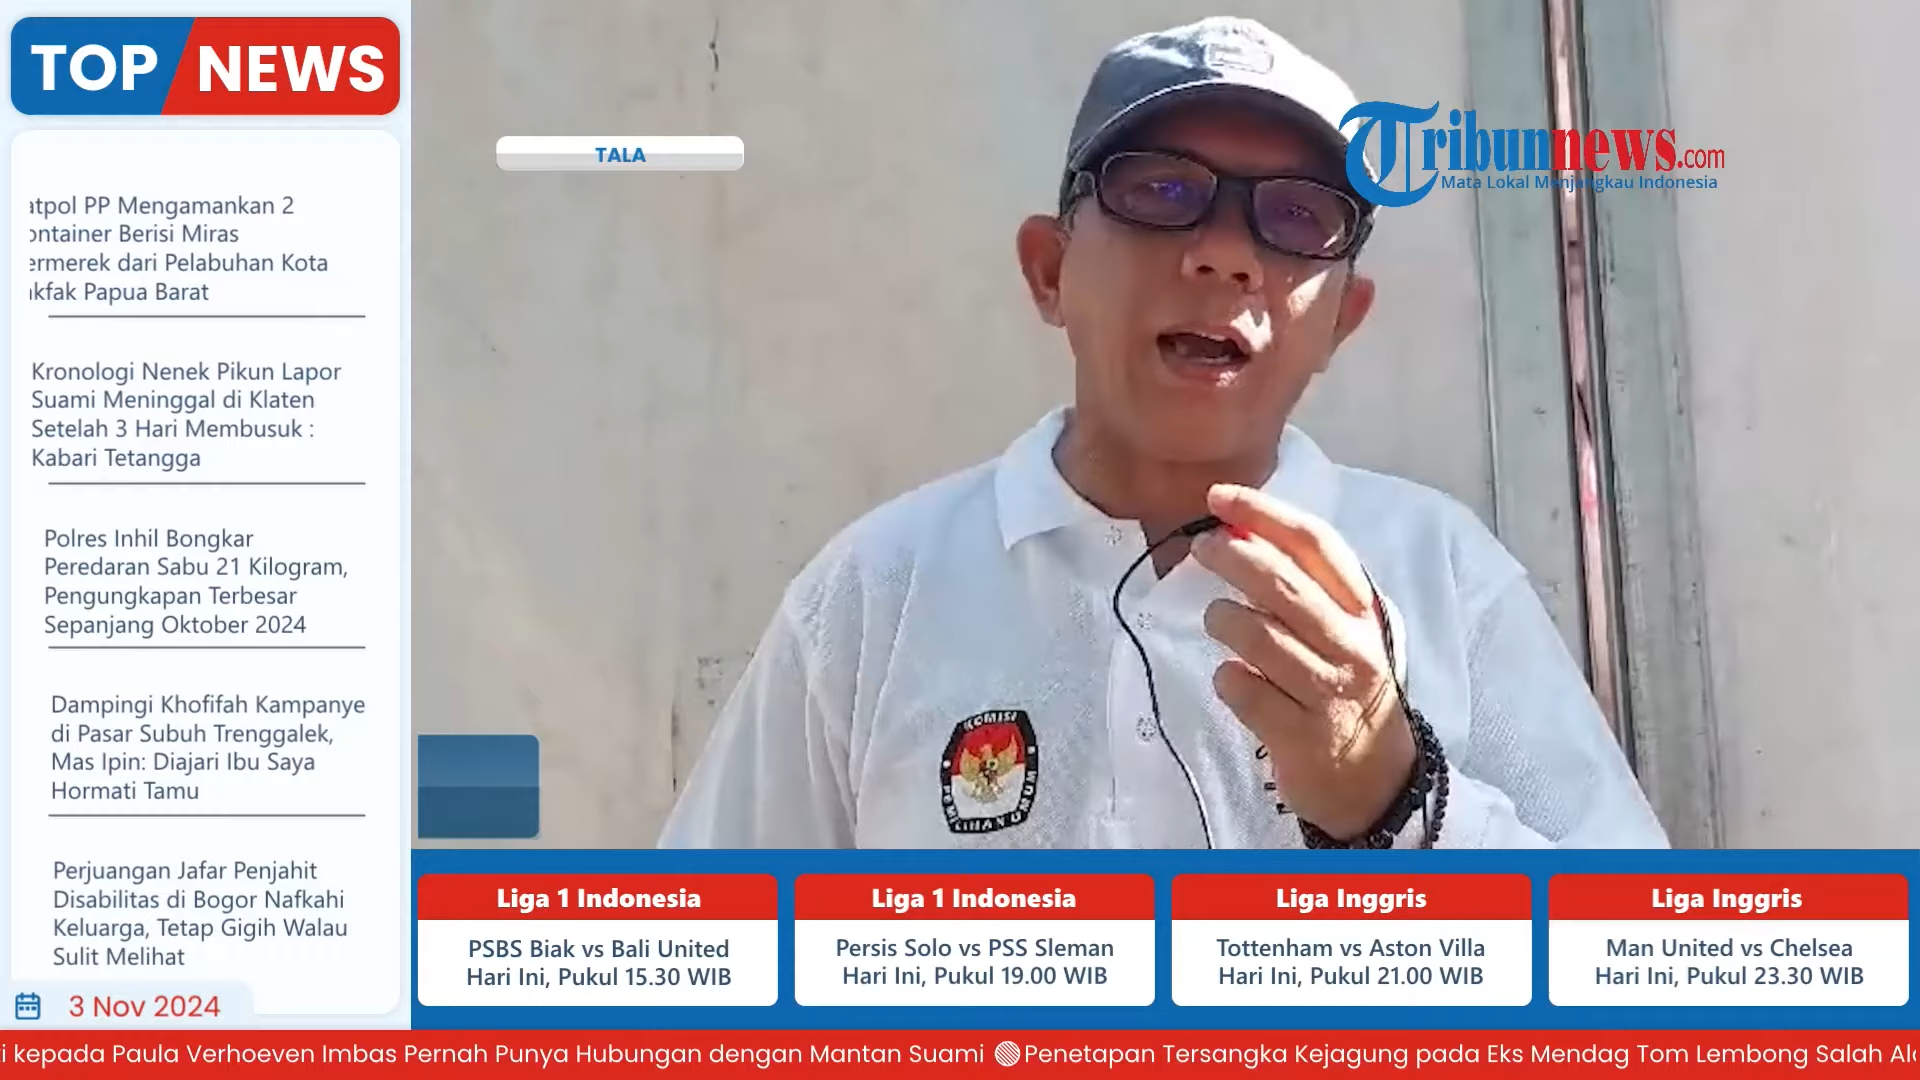 TOP NEWS
atpol PP Mengamankan 2
ontainer Berisi Miras
ermerek dari Pelabuhan Kota
akfak Papua Barat
Kronologi Nenek Pikun Lapor
Suami Meninggal di Klaten
Setelah 3 Hari Membusuk :
Kabari Tetangga
Polres Inhil Bongkar
Peredaran Sabu 21 Kilogram,
Pengungkapan Terbesar
Sepanjang Oktober 2024
Dampingi Khofifah Kampanye
di Pasar Subuh Trenggalek,
Mas Ipin: Diajari Ibu Saya
Hormati Tamu
Perjuangan Jafar Penjahit
Disabilitas di Bogor Nafkahi
Keluarga, Tetap Gigih Walau
Sulit Melihat
3 Nov 2024
TALA
Tribunnews.com
Mata Lokal Menjangkau Indonesia
KOMISI
PEMILIHAN UMUM
Liga 1 Indonesia
PSBS Biak vs Bali United
Hari Ini, Pukul 15.30 WIB
Liga 1 Indonesia
Persis Solo vs PSS Sleman
Hari Ini, Pukul 19.00 WIB
Liga Inggris
Tottenham vs Aston Villa
Hari Ini, Pukul 21.00 WIB
Liga Inggris
Man United vs Chelsea
Hari Ini, Pukul 23.30 WIB
i kepada Paula Verhoeven Imbas Pernah Punya Hubungan dengan Mantan Suami Penetapan Tersangka Kejagung pada Eks Mendag Tom Lembong Salah Al